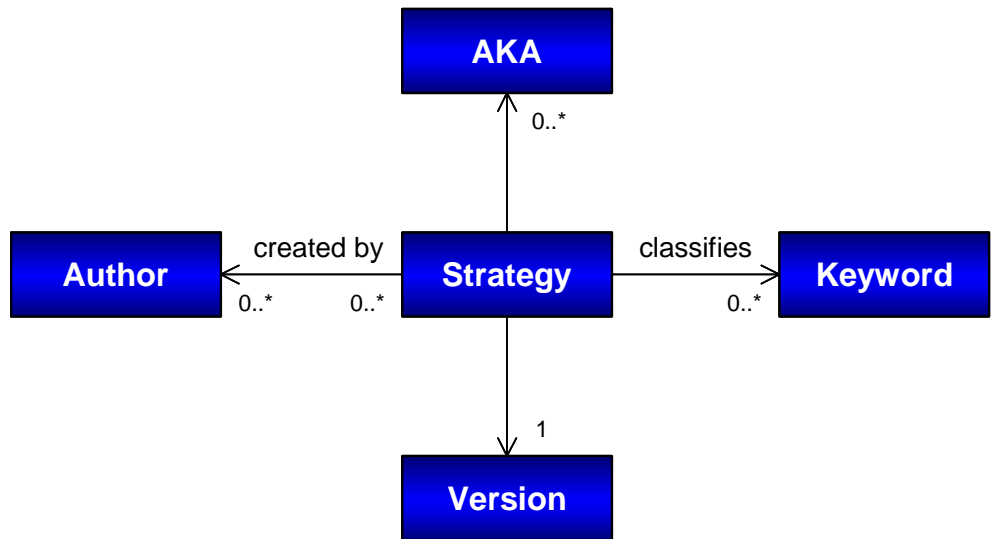 AKA
0..*
created by
classifies
Author
Strategy
Keyword
0..*
0..*
0..*
1
Version